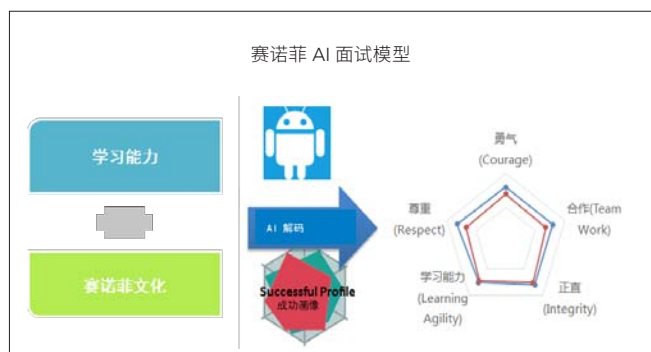 赛诺菲 AI 面试模型
学习能力
赛诺菲文化
AI 解码
Successful Profile
成功画像
勇气
(Courage)
合作(Team
Work)
正直
(Integrity)
学习能力
(Learning
Agility)
尊重
(Respect)